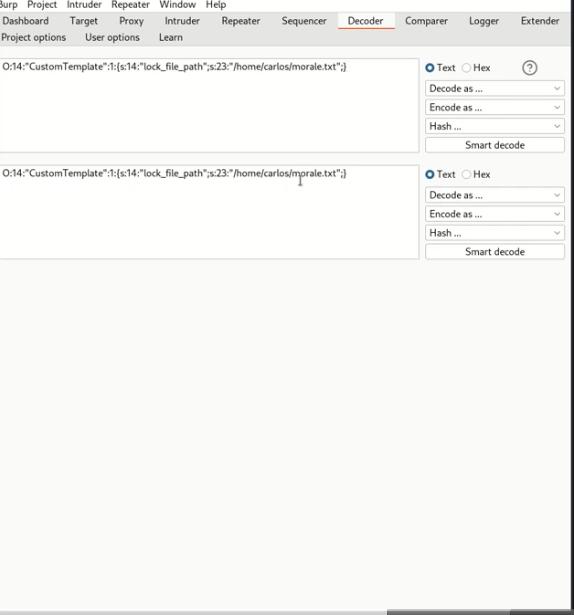 Burp Project Intruder Repeater Window Help
Dashboard Target Proxy Intruder Repeater Sequencer Decoder Comparer Logger Extender
Project options User options Learn
O:14:"CustomTemplate":1:{s:14:"lock_file_path";s:23:"/home/carlos/morale.txt";}
Text Hex ?
Decode as ...
Encode as ...
Hash ...
Smart decode
O:14:"CustomTemplate":1:{s:14:"lock_file_path";s:23:"/home/carlos/morale.txt";}
Text Hex
Decode as ...
Encode as ...
Hash ...
Smart decode